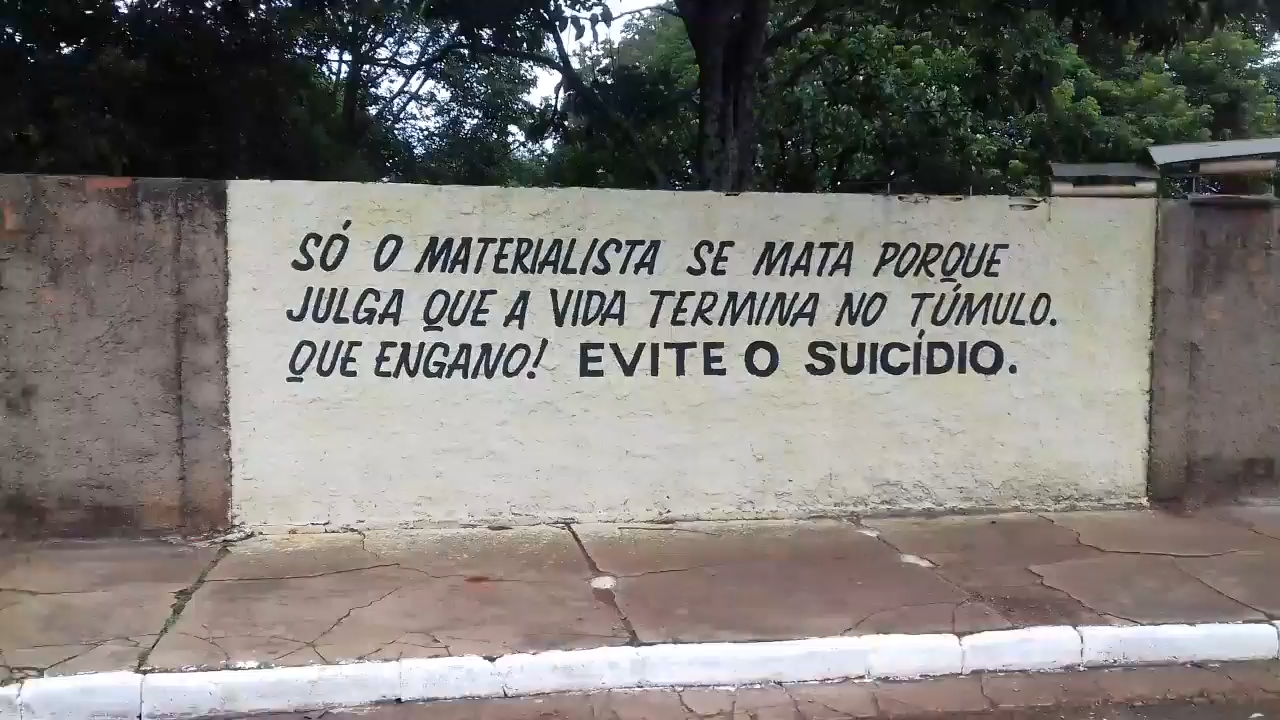 SÓ O MATERIALISTA SE MATA PORQUE
JULGA QUE A VIDA TERMINA NO TÚMULO.
QUE ENGANO! EVITE O SUICÍDIO.